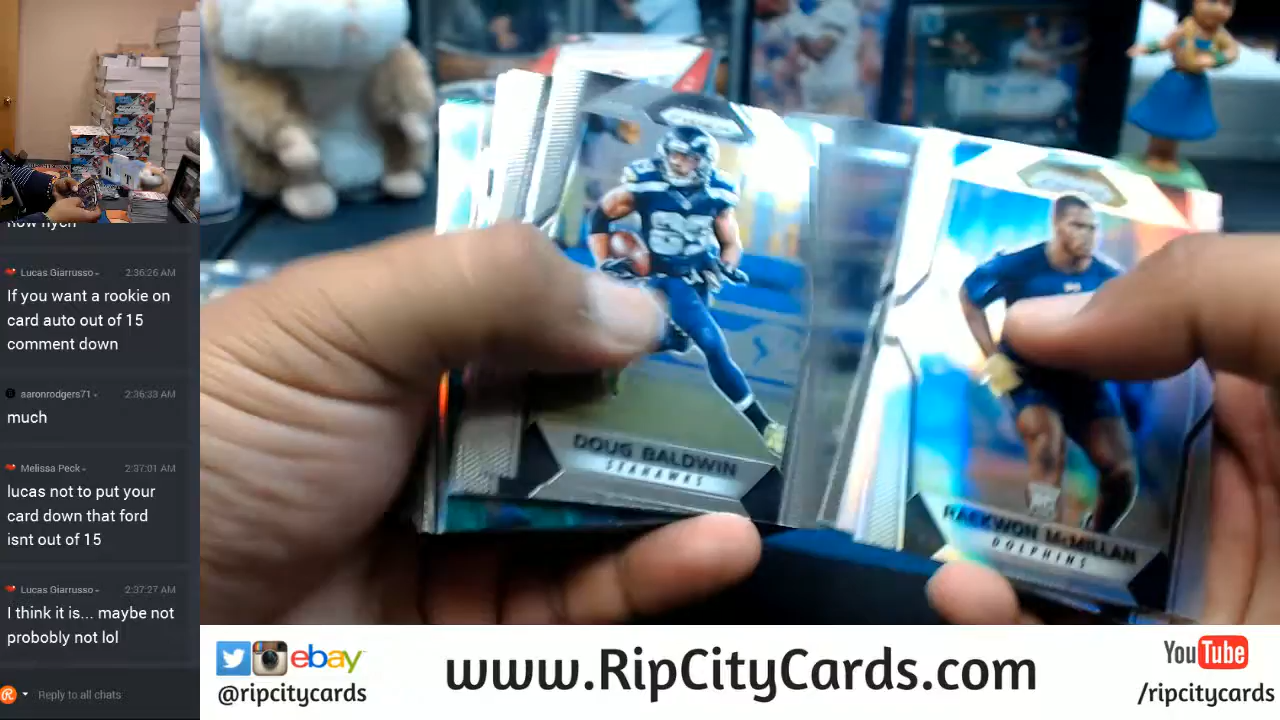 Lucas Giarrusso
2:36:26 AM
If you want a rookie on
card auto out of 15
comment down
aaronrodgers71
2:36:33 AM
much
Melissa Peck
2:37:01 AM
lucas not to put your
card down that ford
isnt out of 15
Lucas Giarrusso
2:37:27 AM
I think it is... maybe not
probobly not lol
Reply to all chats
89
DOUG BALDWIN
SEAHAWKS
RAEKWON McMILLAN
DOLPHINS
ebay
@ripcitycards
www.RipCityCards.com
YouTube
/ripcitycards